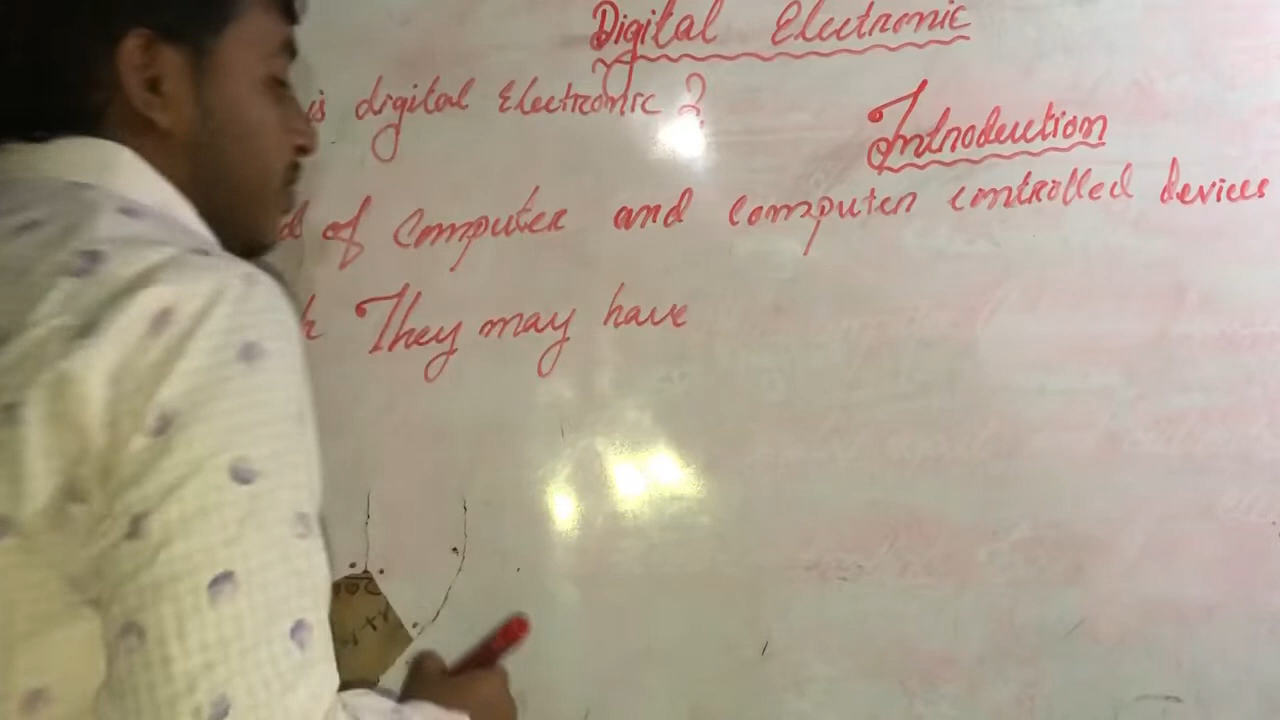 Digital Electronic
is digital Electronic ?
Introduction
of Computer and computer controlled devices
They may have